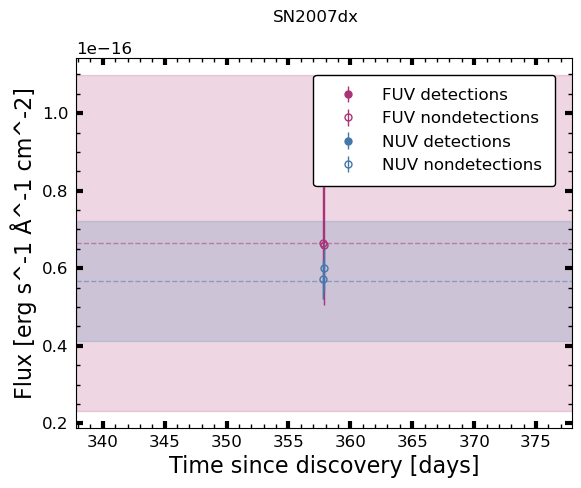 SN2007dx
1e−16
Flux [erg s^-1 Å^-1 cm^-2]
1.0
0.8
0.6
0.4
0.2
FUV detections
FUV nondetections
NUV detections
NUV nondetections
340 345 350 355 360 365 370 375
Time since discovery [days]